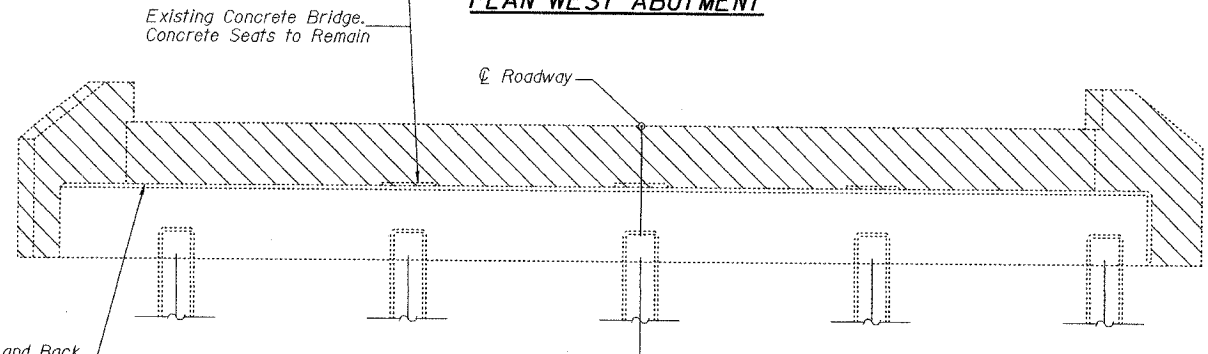 PLAN WEST ABUTMENT
Existing Concrete Bridge.
Concrete Seats to Remain
℄ Roadway
and Back